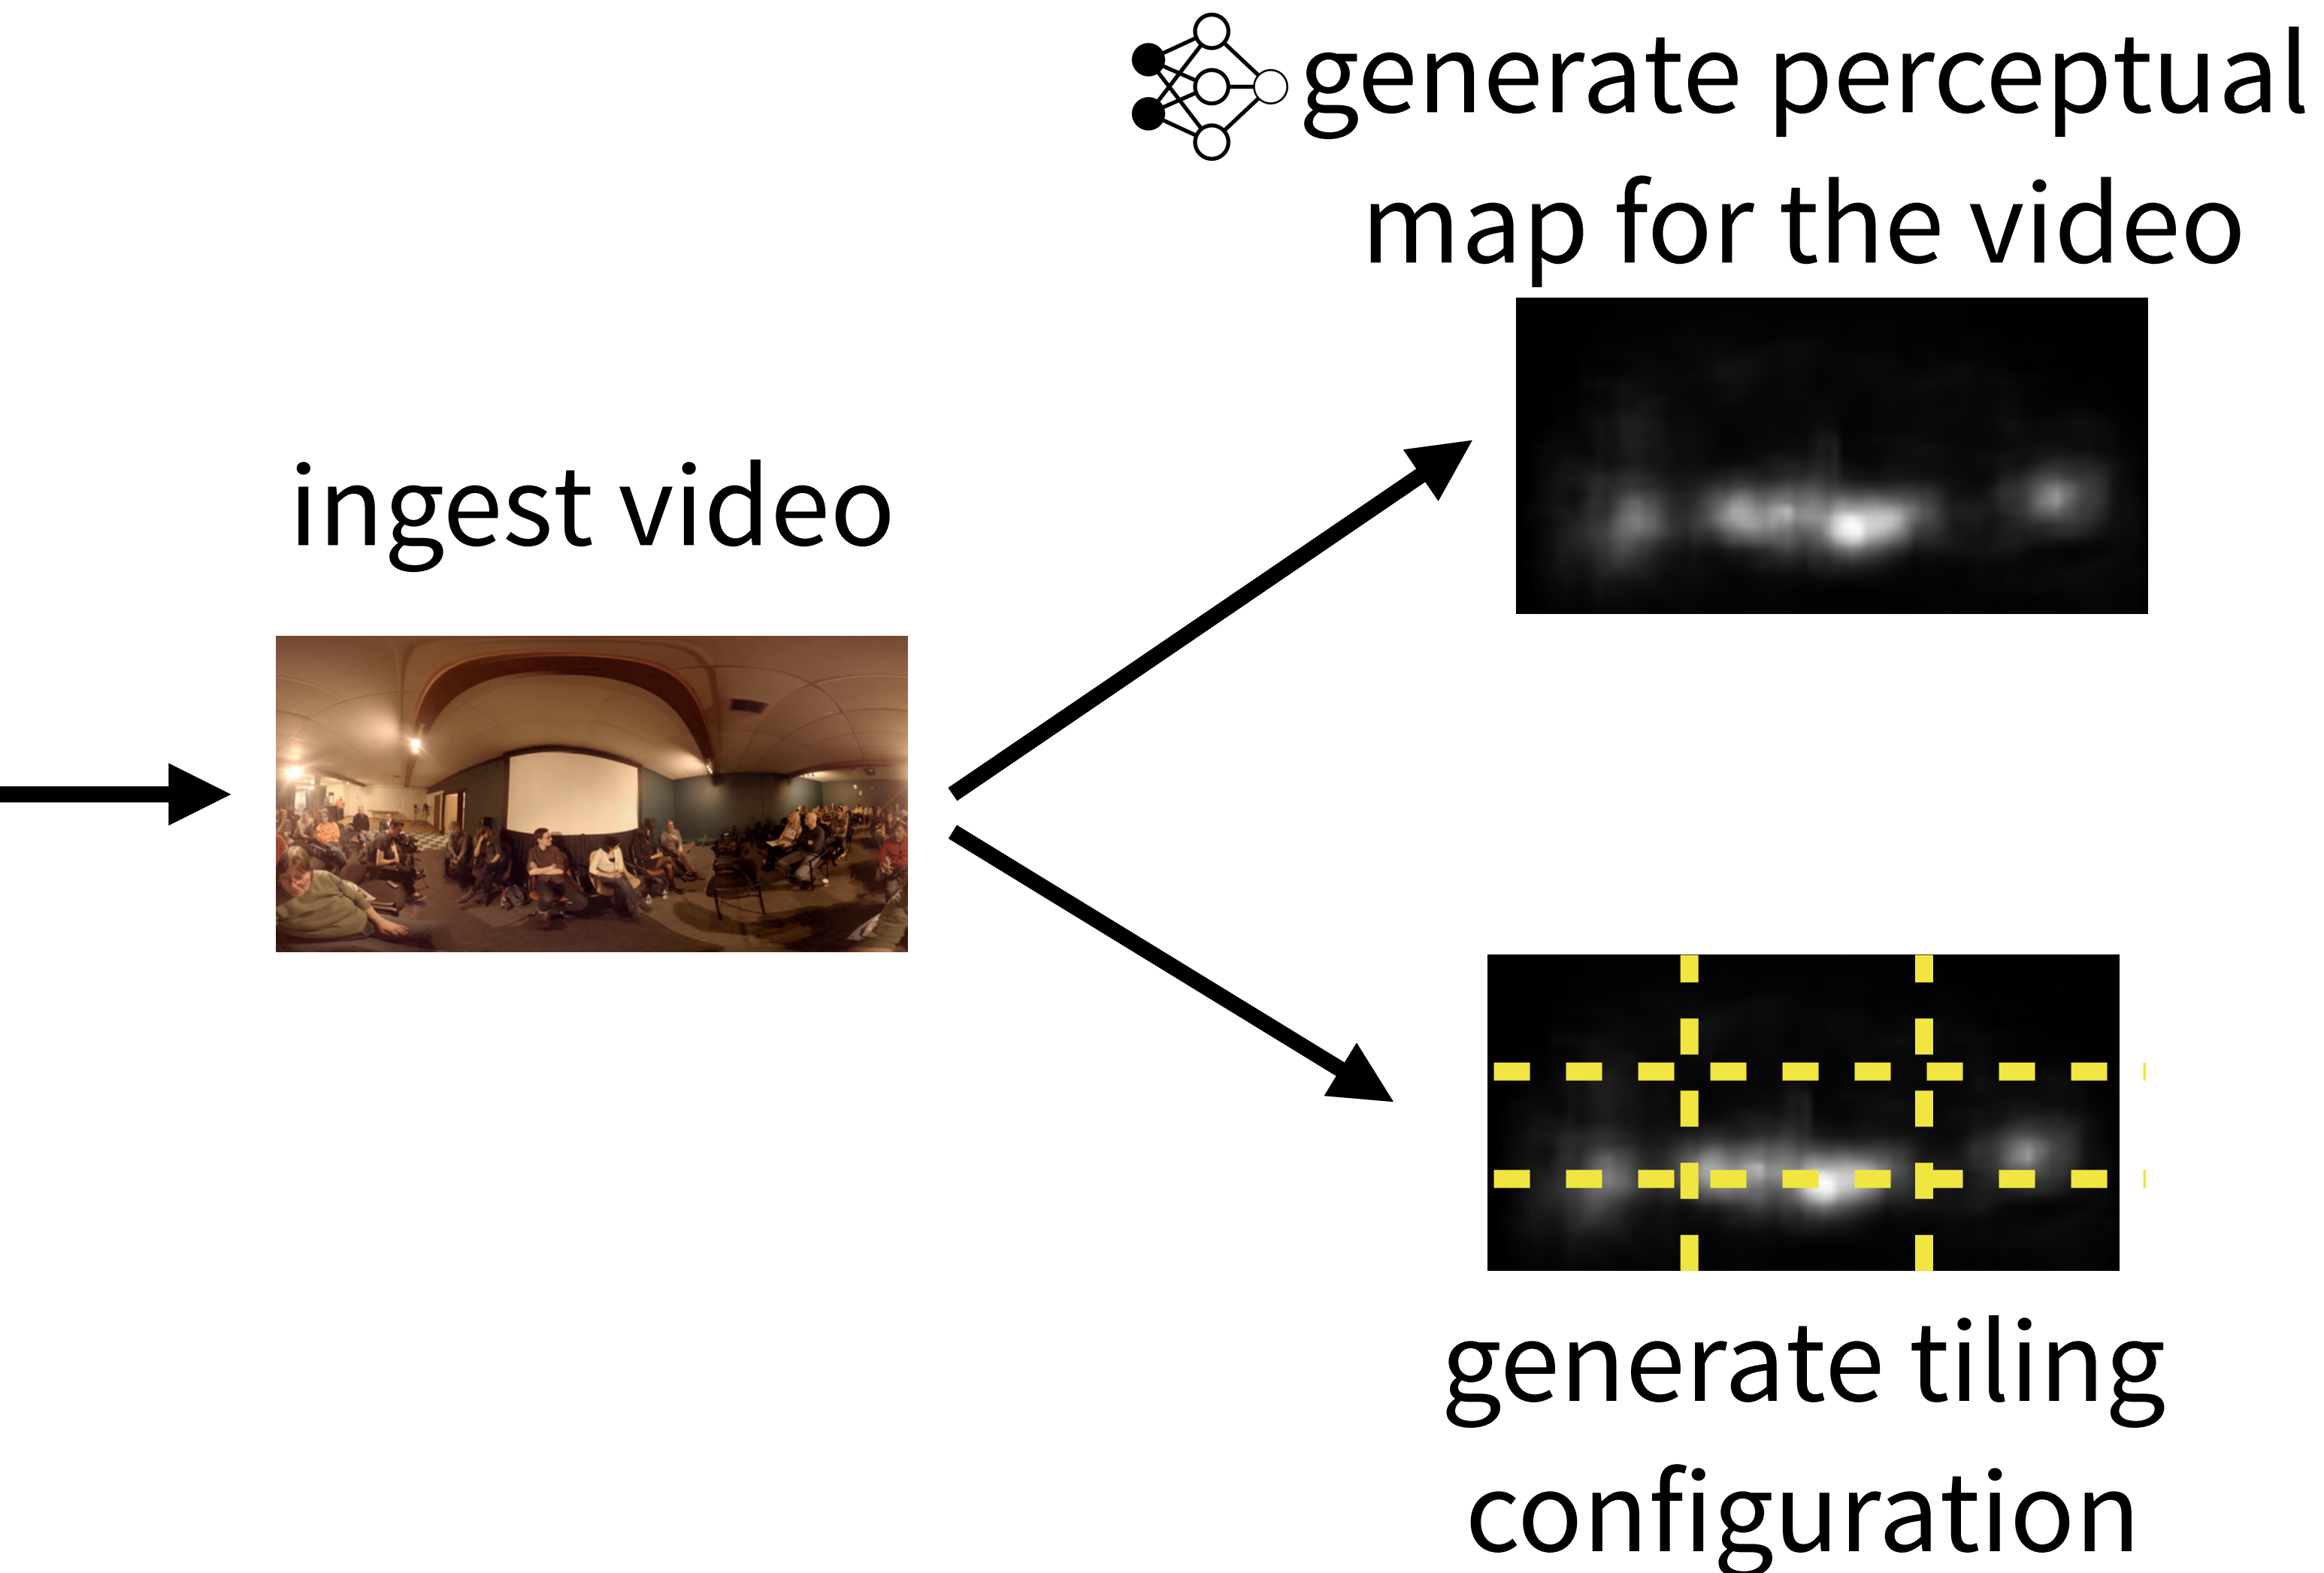 generate perceptual
map for the video
ingest video
generate tiling
configuration